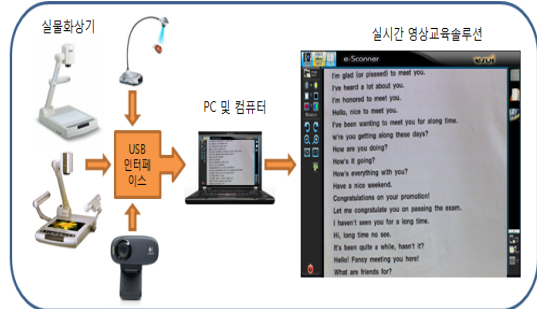 실물화상기
실시간 영상교육솔루션
PC 및 컴퓨터
USB
인터페
이스
e-Scanner
I'm glad (or pleased) to meet you.
I've heard a lot about you.
I'm honored to meet you.
Hello, nice to meet you.
I've been wanting to meet you for along time.
w're you getting along these days?
How are you doing?
How's it going?
How's everything with you?
Have a nice weekend.
Congratulations on your promotion!
Let me congratulate you on passing the exam.
I haven't seen you for a long time.
Hi, long time no see.
It's been quite a while, hasn't it?
Hello! Fancy meeting you here!
What are friends for?